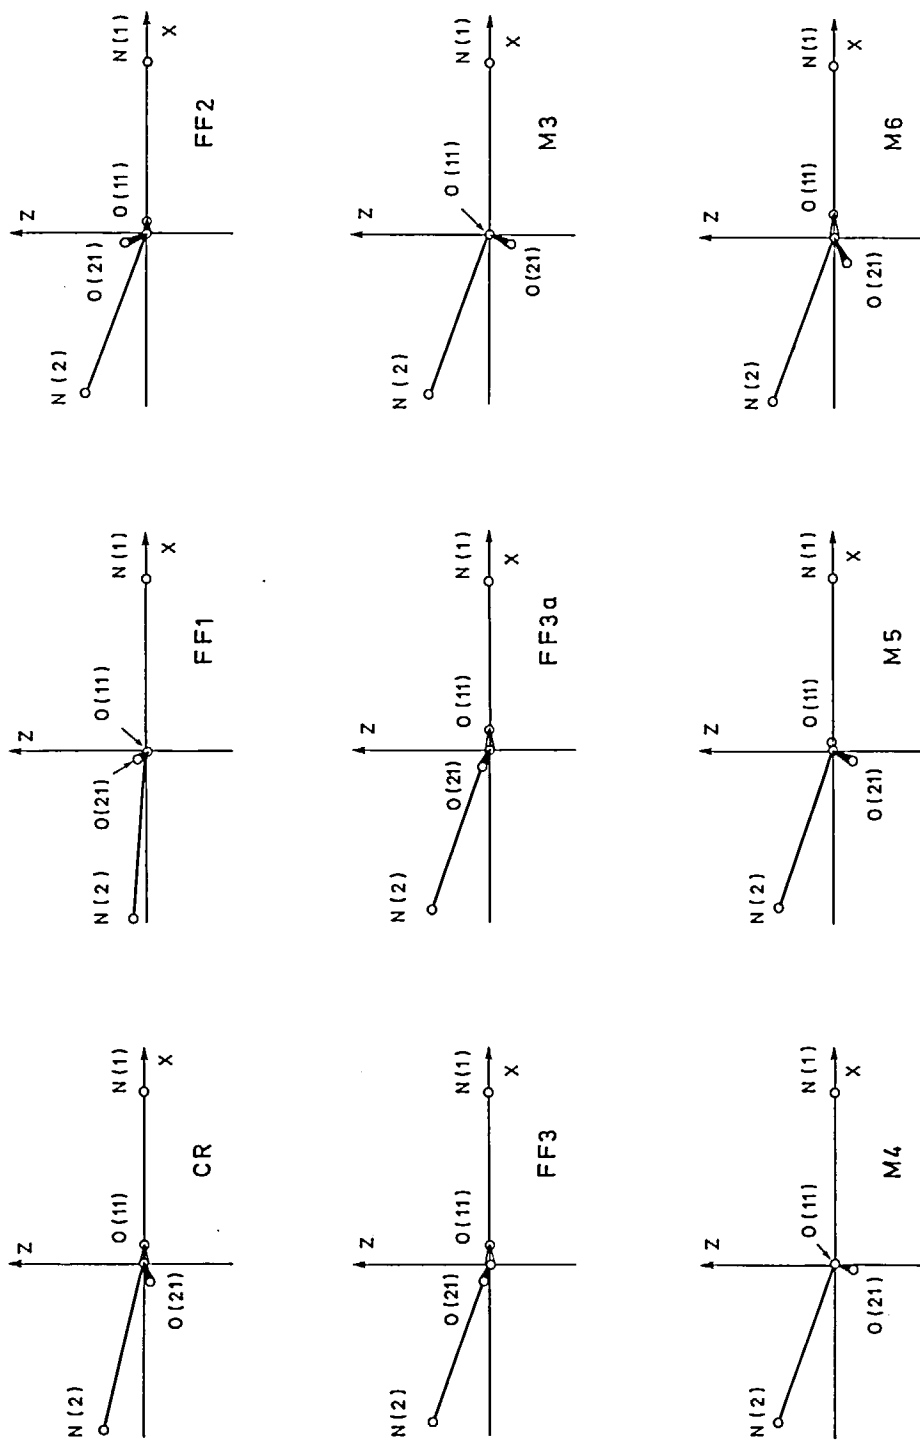 Z
N(2)
O(11)
N(1)
O(21)
X
CR
Z
N(2)
O(21)
O(11)
N(1)
X
FF1
Z
N(2)
O(21)
O(11)
N(1)
X
FF2
Z
N(2)
O(21)
O(11)
N(1)
X
FF3
Z
N(2)
O(21)
O(11)
N(1)
X
FF3a
Z
N(2)
O(11)
N(1)
O(21)
X
M3
Z
N(2)
O(11)
N(1)
O(21)
X
M4
Z
N(2)
O(11)
N(1)
O(21)
X
M5
Z
N(2)
O(11)
N(1)
O(21)
X
M6